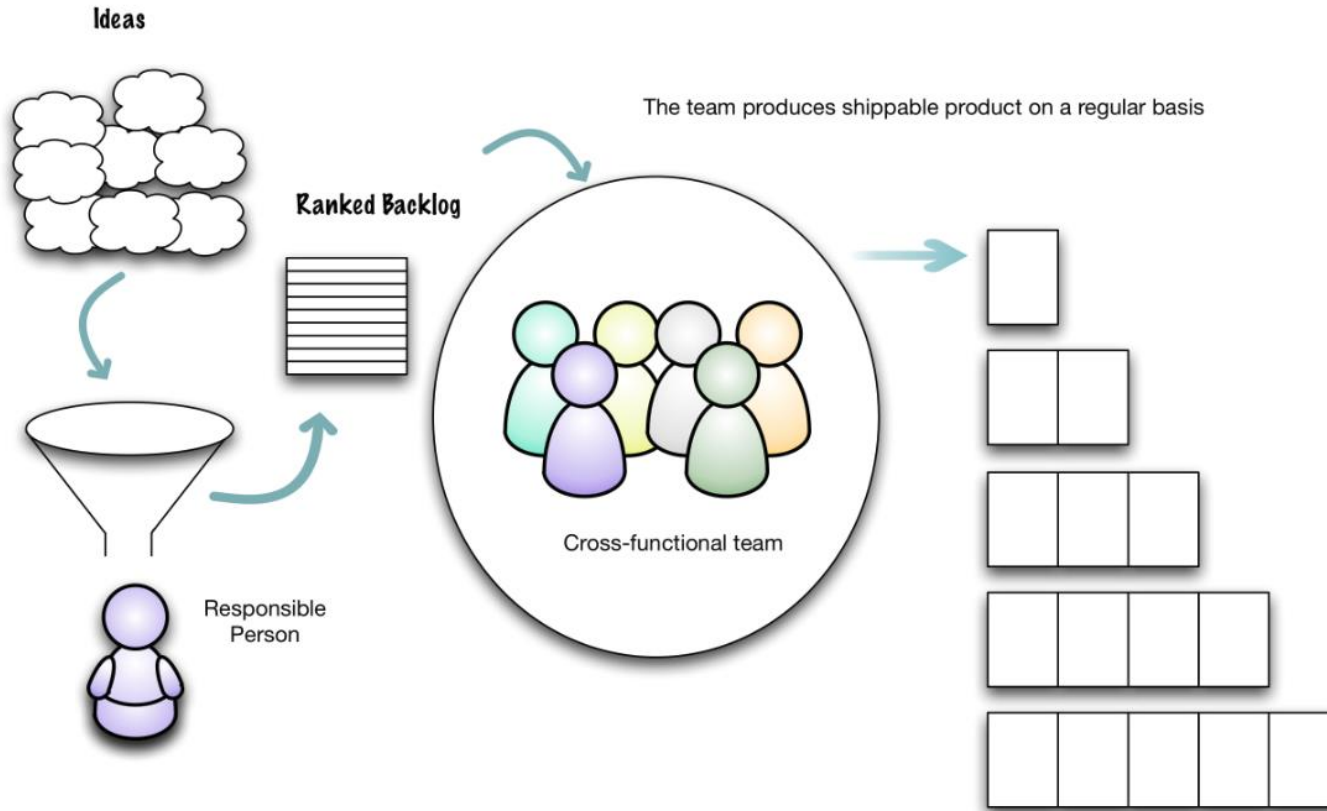 Ideas
The team produces shippable product on a regular basis
Ranked Backlog
Cross-functional team
Responsible
Person